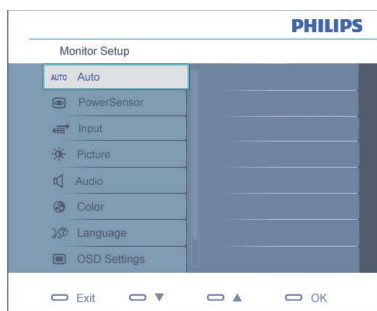 PHILIPS
Monitor Setup
AUTO Auto
PowerSensor
Input
Picture
Audio
Color
Language
OSD Settings
Exit ▼ ▲ OK